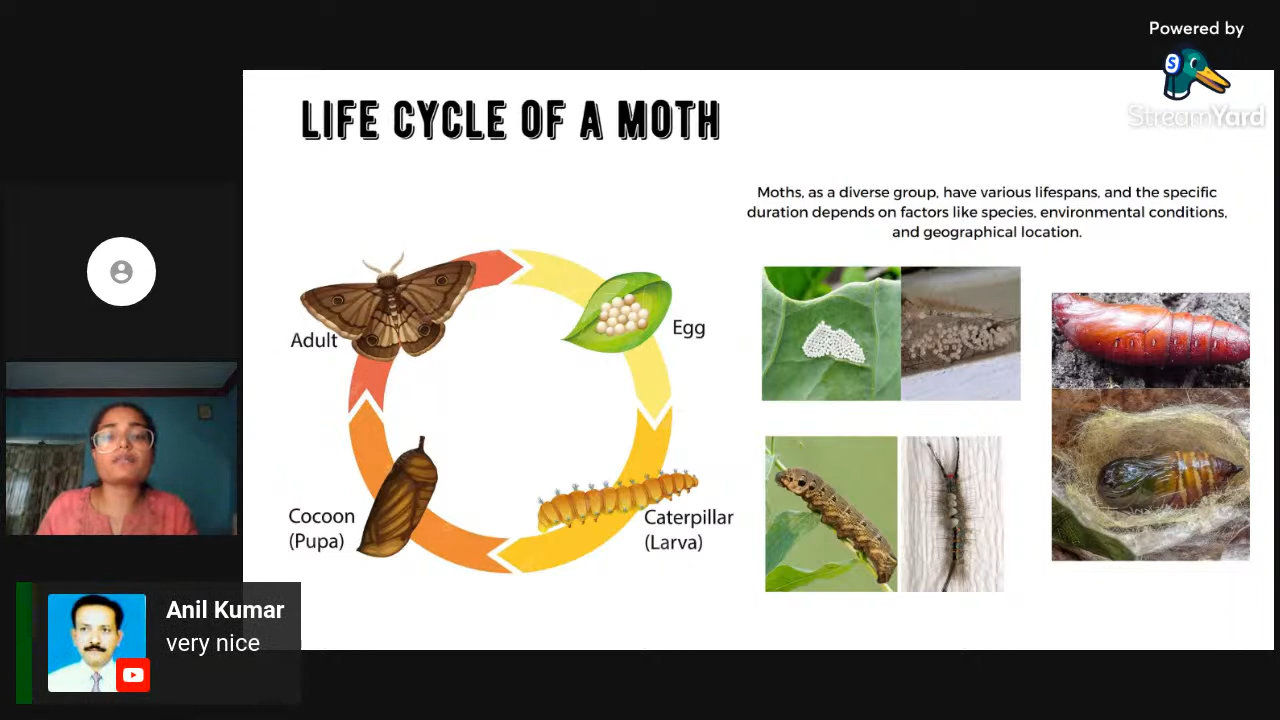 Powered by
StreamYard
LIFE CYCLE OF A MOTH
Moths, as a diverse group, have various lifespans, and the specific
duration depends on factors like species, environmental conditions,
and geographical location.
Adult
Egg
Cocoon
(Pupa)
Caterpillar
(Larva)
Anil Kumar
very nice